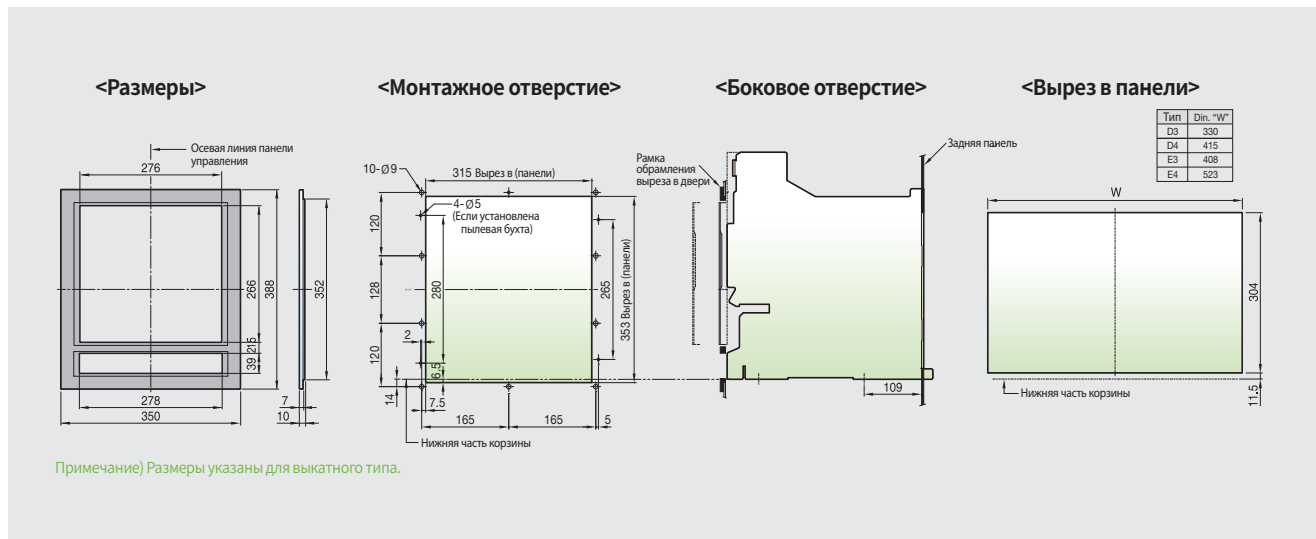 <Размеры>
Осевая линия панели
управления
276
266
388
21.5
39
278
350
352
7
10
<Монтажное отверстие>
10-Ø9
315 Вырез в (панели)
4-Ø5
(Если установлена
пылевая бухта)
120
128
120
280
265
353 Вырез в (панели)
2
6.5
14
7.5
165
165
5
Нижняя часть корзины
<Боковое отверстие>
Рамка
обрамления
выреза в двери
Задняя панель
109
<Вырез в панели>
Тип Din. "W"
D3 330
D4 415
E3 408
E4 523
W
304
11.5
Нижняя часть корзины
Примечание) Размеры указаны для выкатного типа.